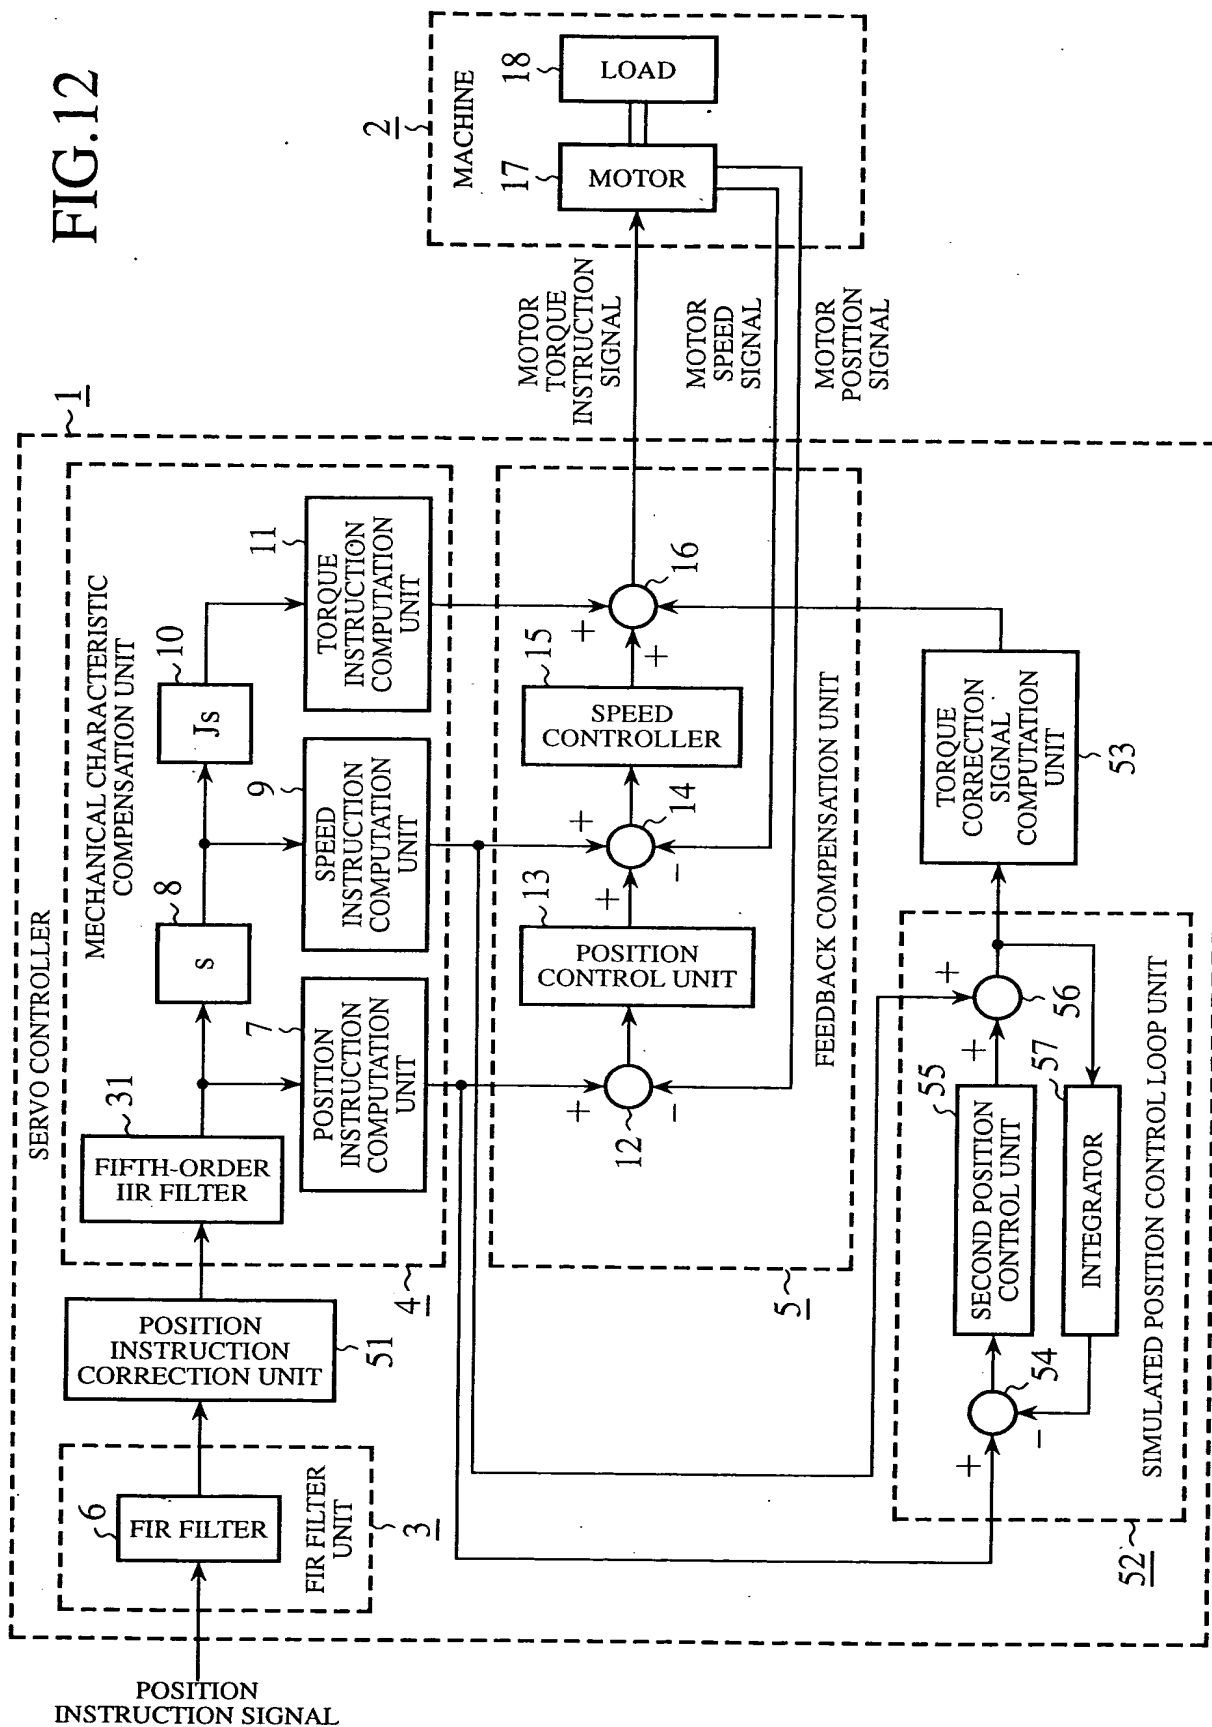 FIG.12
SERVO CONTROLLER
1
POSITION
INSTRUCTION SIGNAL
6
FIR FILTER
FIR FILTER
UNIT
3
POSITION
INSTRUCTION
CORRECTION UNIT
51
MECHANICAL CHARACTERISTIC
COMPENSATION UNIT
4
31
FIFTH-ORDER
IIR FILTER
8
s
10
Js
7
POSITION
INSTRUCTION
COMPUTATION
UNIT
9
SPEED
INSTRUCTION
COMPUTATION
UNIT
11
TORQUE
INSTRUCTION
COMPUTATION
UNIT
5
FEEDBACK COMPENSATION UNIT
+
−
12
13
POSITION
CONTROL UNIT
+
+
−
14
15
SPEED
CONTROLLER
+
+
16
MOTOR
TORQUE
INSTRUCTION
SIGNAL
MOTOR
SPEED
SIGNAL
MOTOR
POSITION
SIGNAL
2
MACHINE
17
MOTOR
18
LOAD
52
SIMULATED POSITION CONTROL LOOP UNIT
+
−
54
55
SECOND POSITION
CONTROL UNIT
+
+
56
57
INTEGRATOR
TORQUE
CORRECTION
SIGNAL
COMPUTATION
UNIT
53